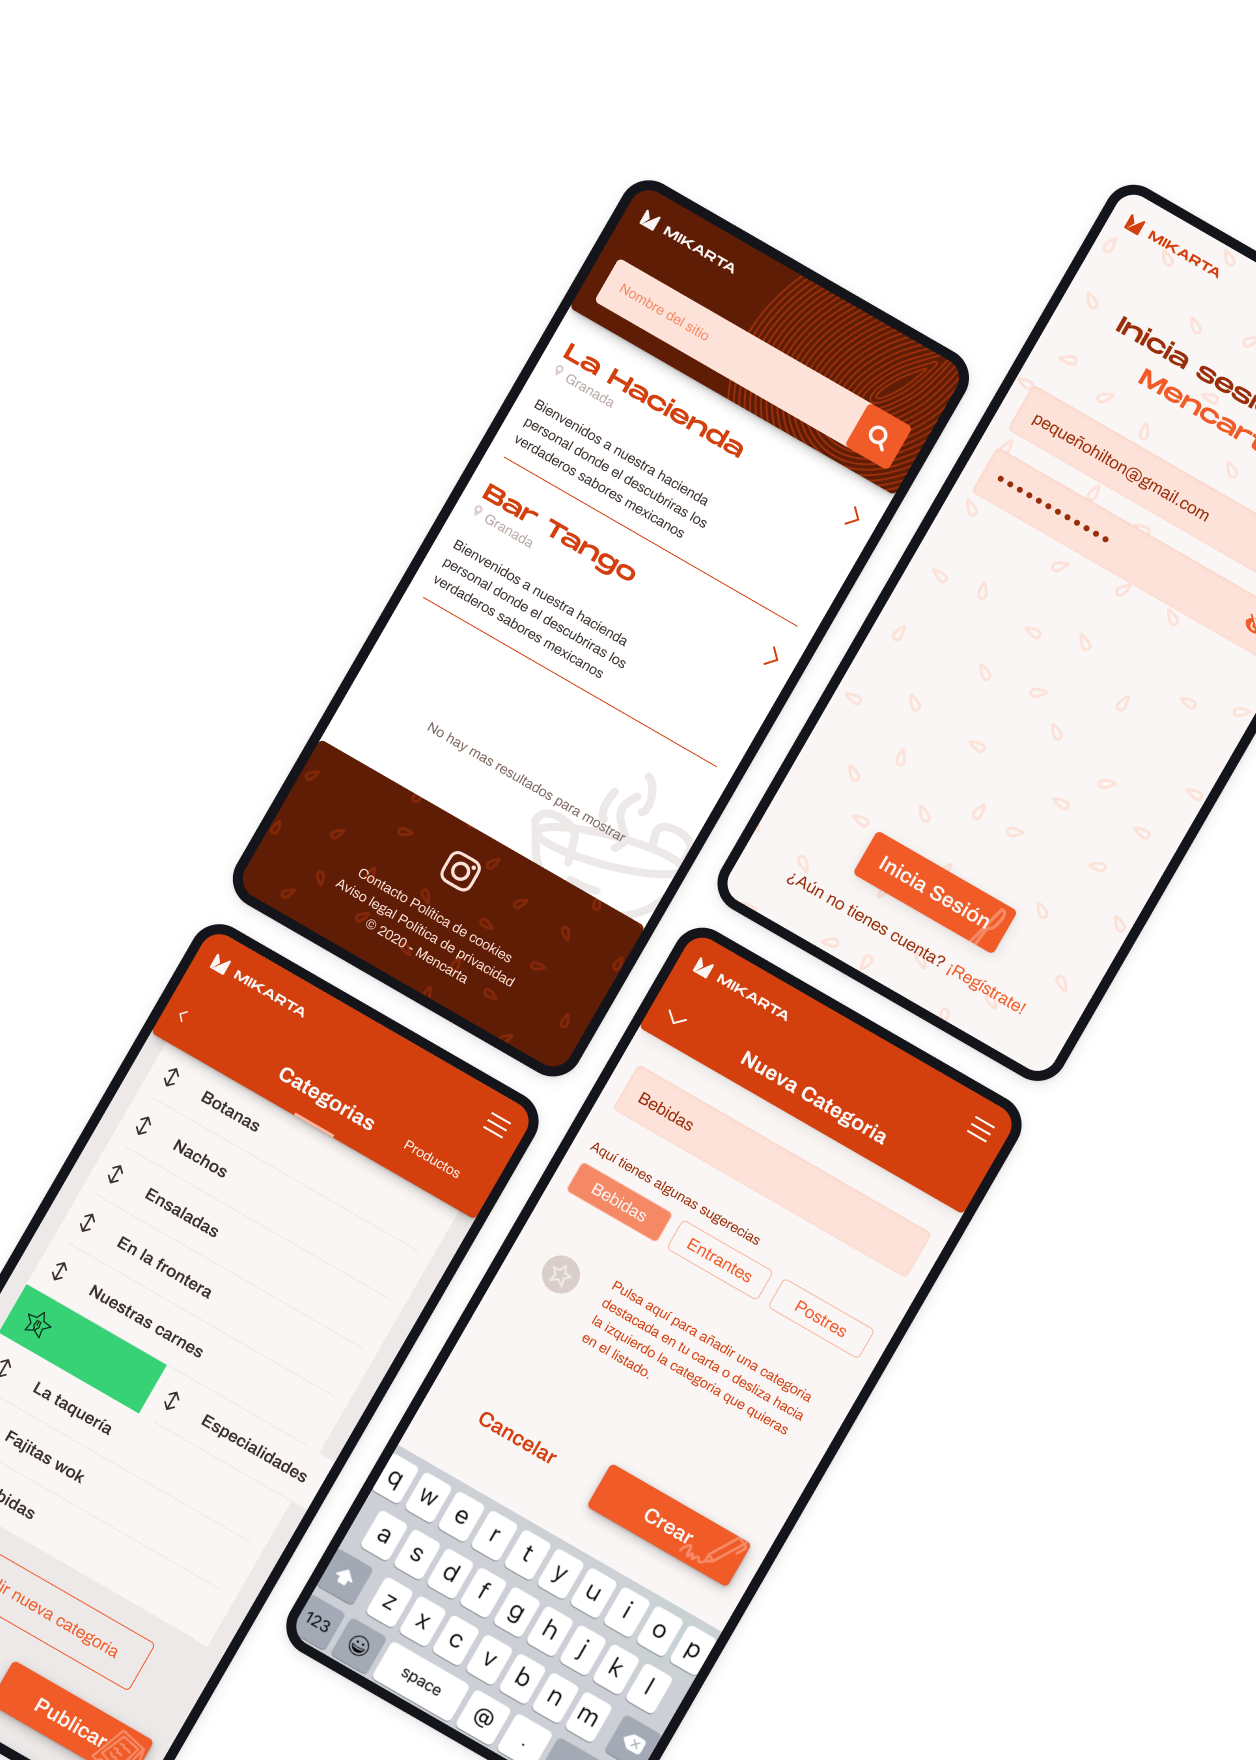 MIKARTA
Nombre del sitio
La Hacienda
Granada
Bienvenidos a nuestra hacienda
personal donde el descubriras los
verdaderos sabores mexicanos
Bar Tango
Granada
Bienvenidos a nuestra hacienda
personal donde el descubriras los
verdaderos sabores mexicanos
No hay mas resultados para mostrar
Contacto Política de cookies
Aviso legal Política de privacidad
© 2020 - Mencarta
MIKARTA
Inicia
Mencart
pequeñohilton@gmail.com
Inicia Sesión
¿Aún no tienes cuenta? ¡Regístrate!
MIKARTA
Categorias
Productos
Botanas
Nachos
Ensaladas
En la frontera
Nuestras carnes
Especialidades
La taquería
Fajitas wok
bidas
ir nueva categoria
Publicar
MIKARTA
Nueva Categoria
Bebidas
Aquí tienes algunas sugerecias
Bebidas
Entrantes
Postres
Pulsa aquí para añadir una categoria
destacada en tu carta o desliza hacia
la izquierdo la categoria que quieras
en el listado.
Cancelar
Crear
q w e r t y u i o p
a s d f g h j k l
z x c v b n m
123 space @ .